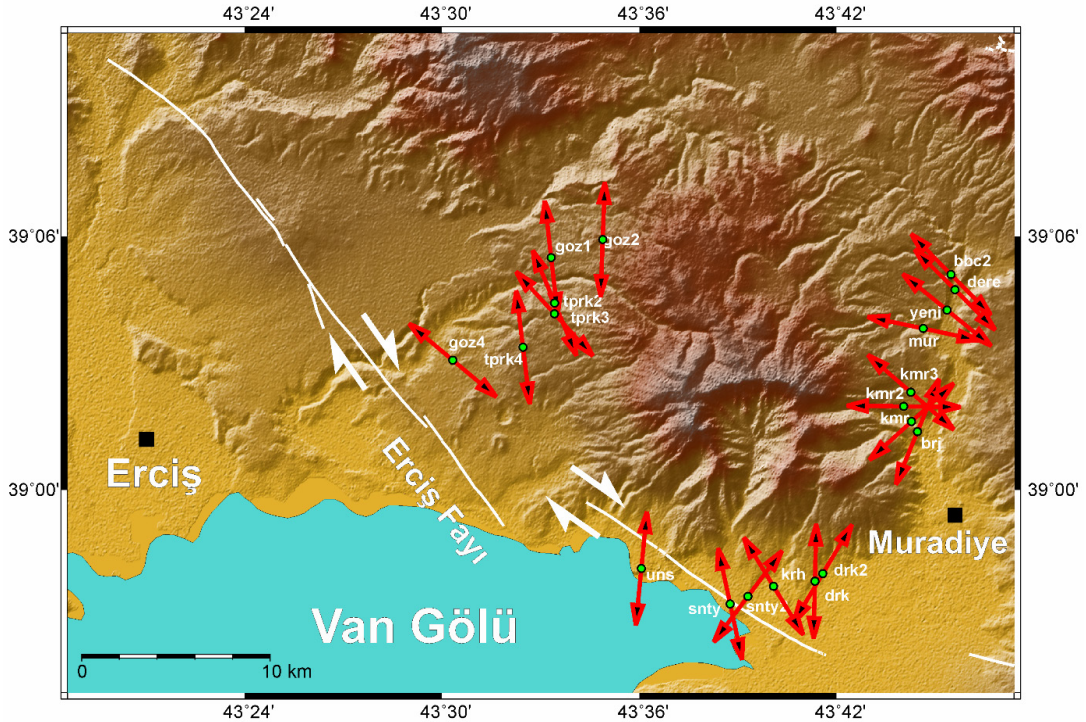 43˚24' 43˚30' 43˚36' 43˚42'
39˚06' 39˚06'
goz1 goz2
bbc2
dere
tprk2
tprk3
yeni
mur
goz4 tprk4
kmr3
kmr2
kmr
brj
Erciş
Erciş Fayı
39˚00' 39˚00'
Muradiye
uns
krh drk2
drk
snty snty2
Van Gölü
0 10 km
43˚24' 43˚30' 43˚36' 43˚42'